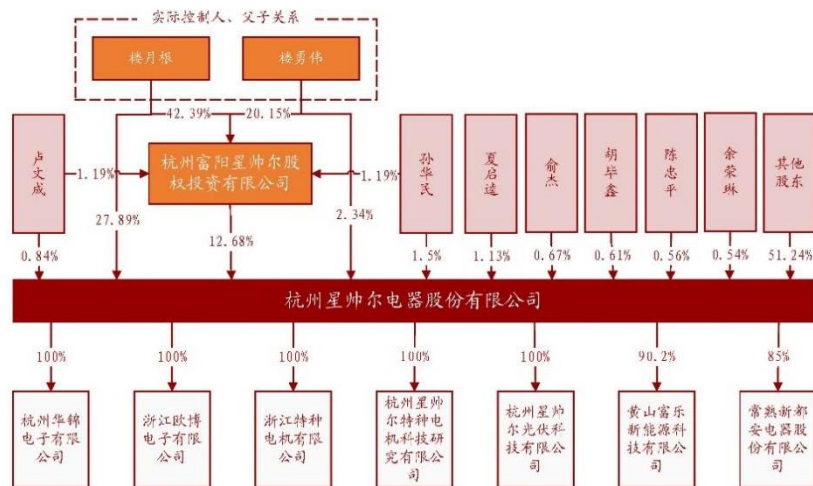 实际控制人、父子关系
楼月根
楼勇伟
42.39%
20.15%
卢文成
1.19%
杭州富阳星帅尔股
权投资有限公司
1.19%
孙华民
夏启逵
俞杰
胡毕鑫
陈忠平
余荣琳
其他股东
27.89%
12.68%
2.34%
0.84%
1.5%
1.13%
0.67%
0.61%
0.56%
0.54%
51.24%
杭州星帅尔电器股份有限公司
100%
100%
100%
100%
100%
90.2%
85%
杭州华锦
电子有限公
司
浙江欧博
电子有限公
司
浙江特种
电机有限公
司
杭州星帅
尔特种电
机科技研
究有限公
司
杭州星帅
尔光伏科
技有限公
司
黄山富乐
新能源科
技有限公
司
常熟新都
安电器股
份有限公
司